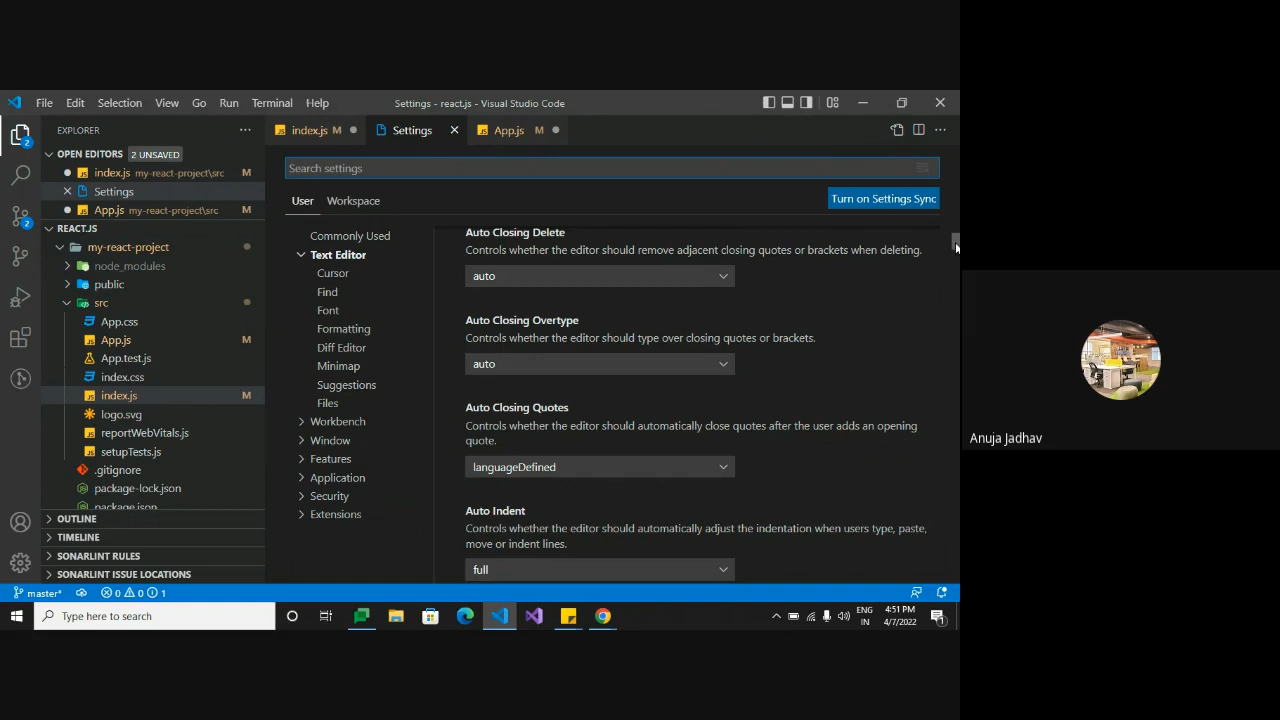 File Edit Selection View Go Run Terminal Help Settings - react.js - Visual Studio Code
EXPLORER
index.js M
Settings
App.js M
OPEN EDITORS 2 UNSAVED
index.js my-react-project\src M
Settings
App.js my-react-project\src M
REACT.JS
my-react-project
node_modules
public
src
App.css
App.js M
App.test.js
index.css
index.js M
logo.svg
reportWebVitals.js
setupTests.js
.gitignore
package-lock.json
package.json
OUTLINE
TIMELINE
SONARLINT RULES
SONARLINT ISSUE LOCATIONS
2
2
Search settings
User Workspace
Turn on Settings Sync
Commonly Used
Text Editor
Cursor
Find
Font
Formatting
Diff Editor
Minimap
Suggestions
Files
Workbench
Window
Features
Application
Security
Extensions
Auto Closing Delete
Controls whether the editor should remove adjacent closing quotes or brackets when deleting.
auto
Auto Closing Overtype
Controls whether the editor should type over closing quotes or brackets.
auto
Auto Closing Quotes
Controls whether the editor should automatically close quotes after the user adds an opening
quote.
languageDefined
Auto Indent
Controls whether the editor should automatically adjust the indentation when users type, paste,
move or indent lines.
full
master* 0 0 1
Type here to search
ENG
IN
4:51 PM
4/7/2022
1
Anuja Jadhav